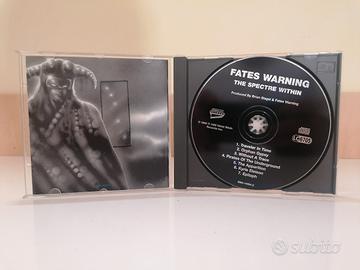 FATES WARNING
THE SPECTRE WITHIN
Produced By Brian Slagel & Fates Warning
1. Traveler In Time
2. Orphan Gypsy
3. Without A Trace
4. Pirates Of The Underground
5. The Apparition
6. Kyrie Eleison
7. Epitaph
subito